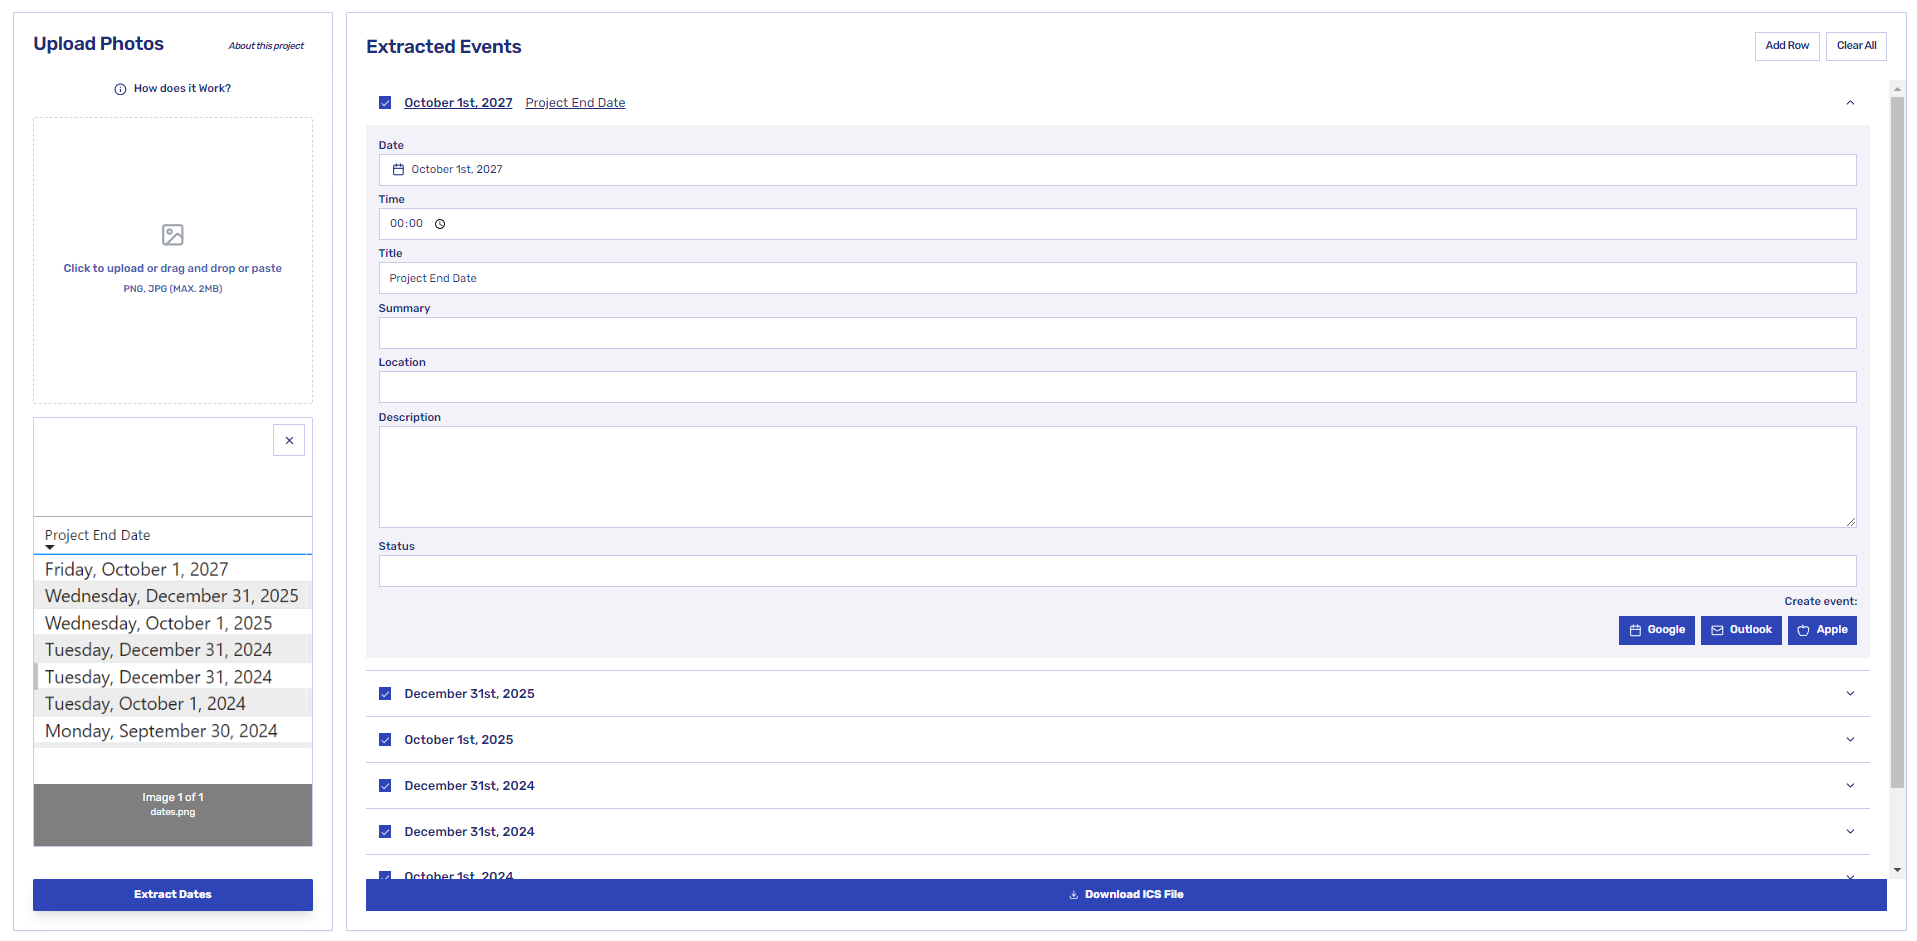 Upload Photos
About this project
How does it Work?
Click to upload or drag and drop or paste
PNG, JPG (MAX. 2MB)
Project End Date
Friday, October 1, 2027
Wednesday, December 31, 2025
Wednesday, October 1, 2025
Tuesday, December 31, 2024
Tuesday, December 31, 2024
Tuesday, October 1, 2024
Monday, September 30, 2024
Image 1 of 1
dates.png
Extract Dates
Extracted Events
Add Row
Clear All
October 1st, 2027 Project End Date
Date
October 1st, 2027
Time
00:00
Title
Project End Date
Summary
Location
Description
Status
Create event:
Google
Outlook
Apple
December 31st, 2025
October 1st, 2025
December 31st, 2024
December 31st, 2024
October 1st, 2024
Download ICS File